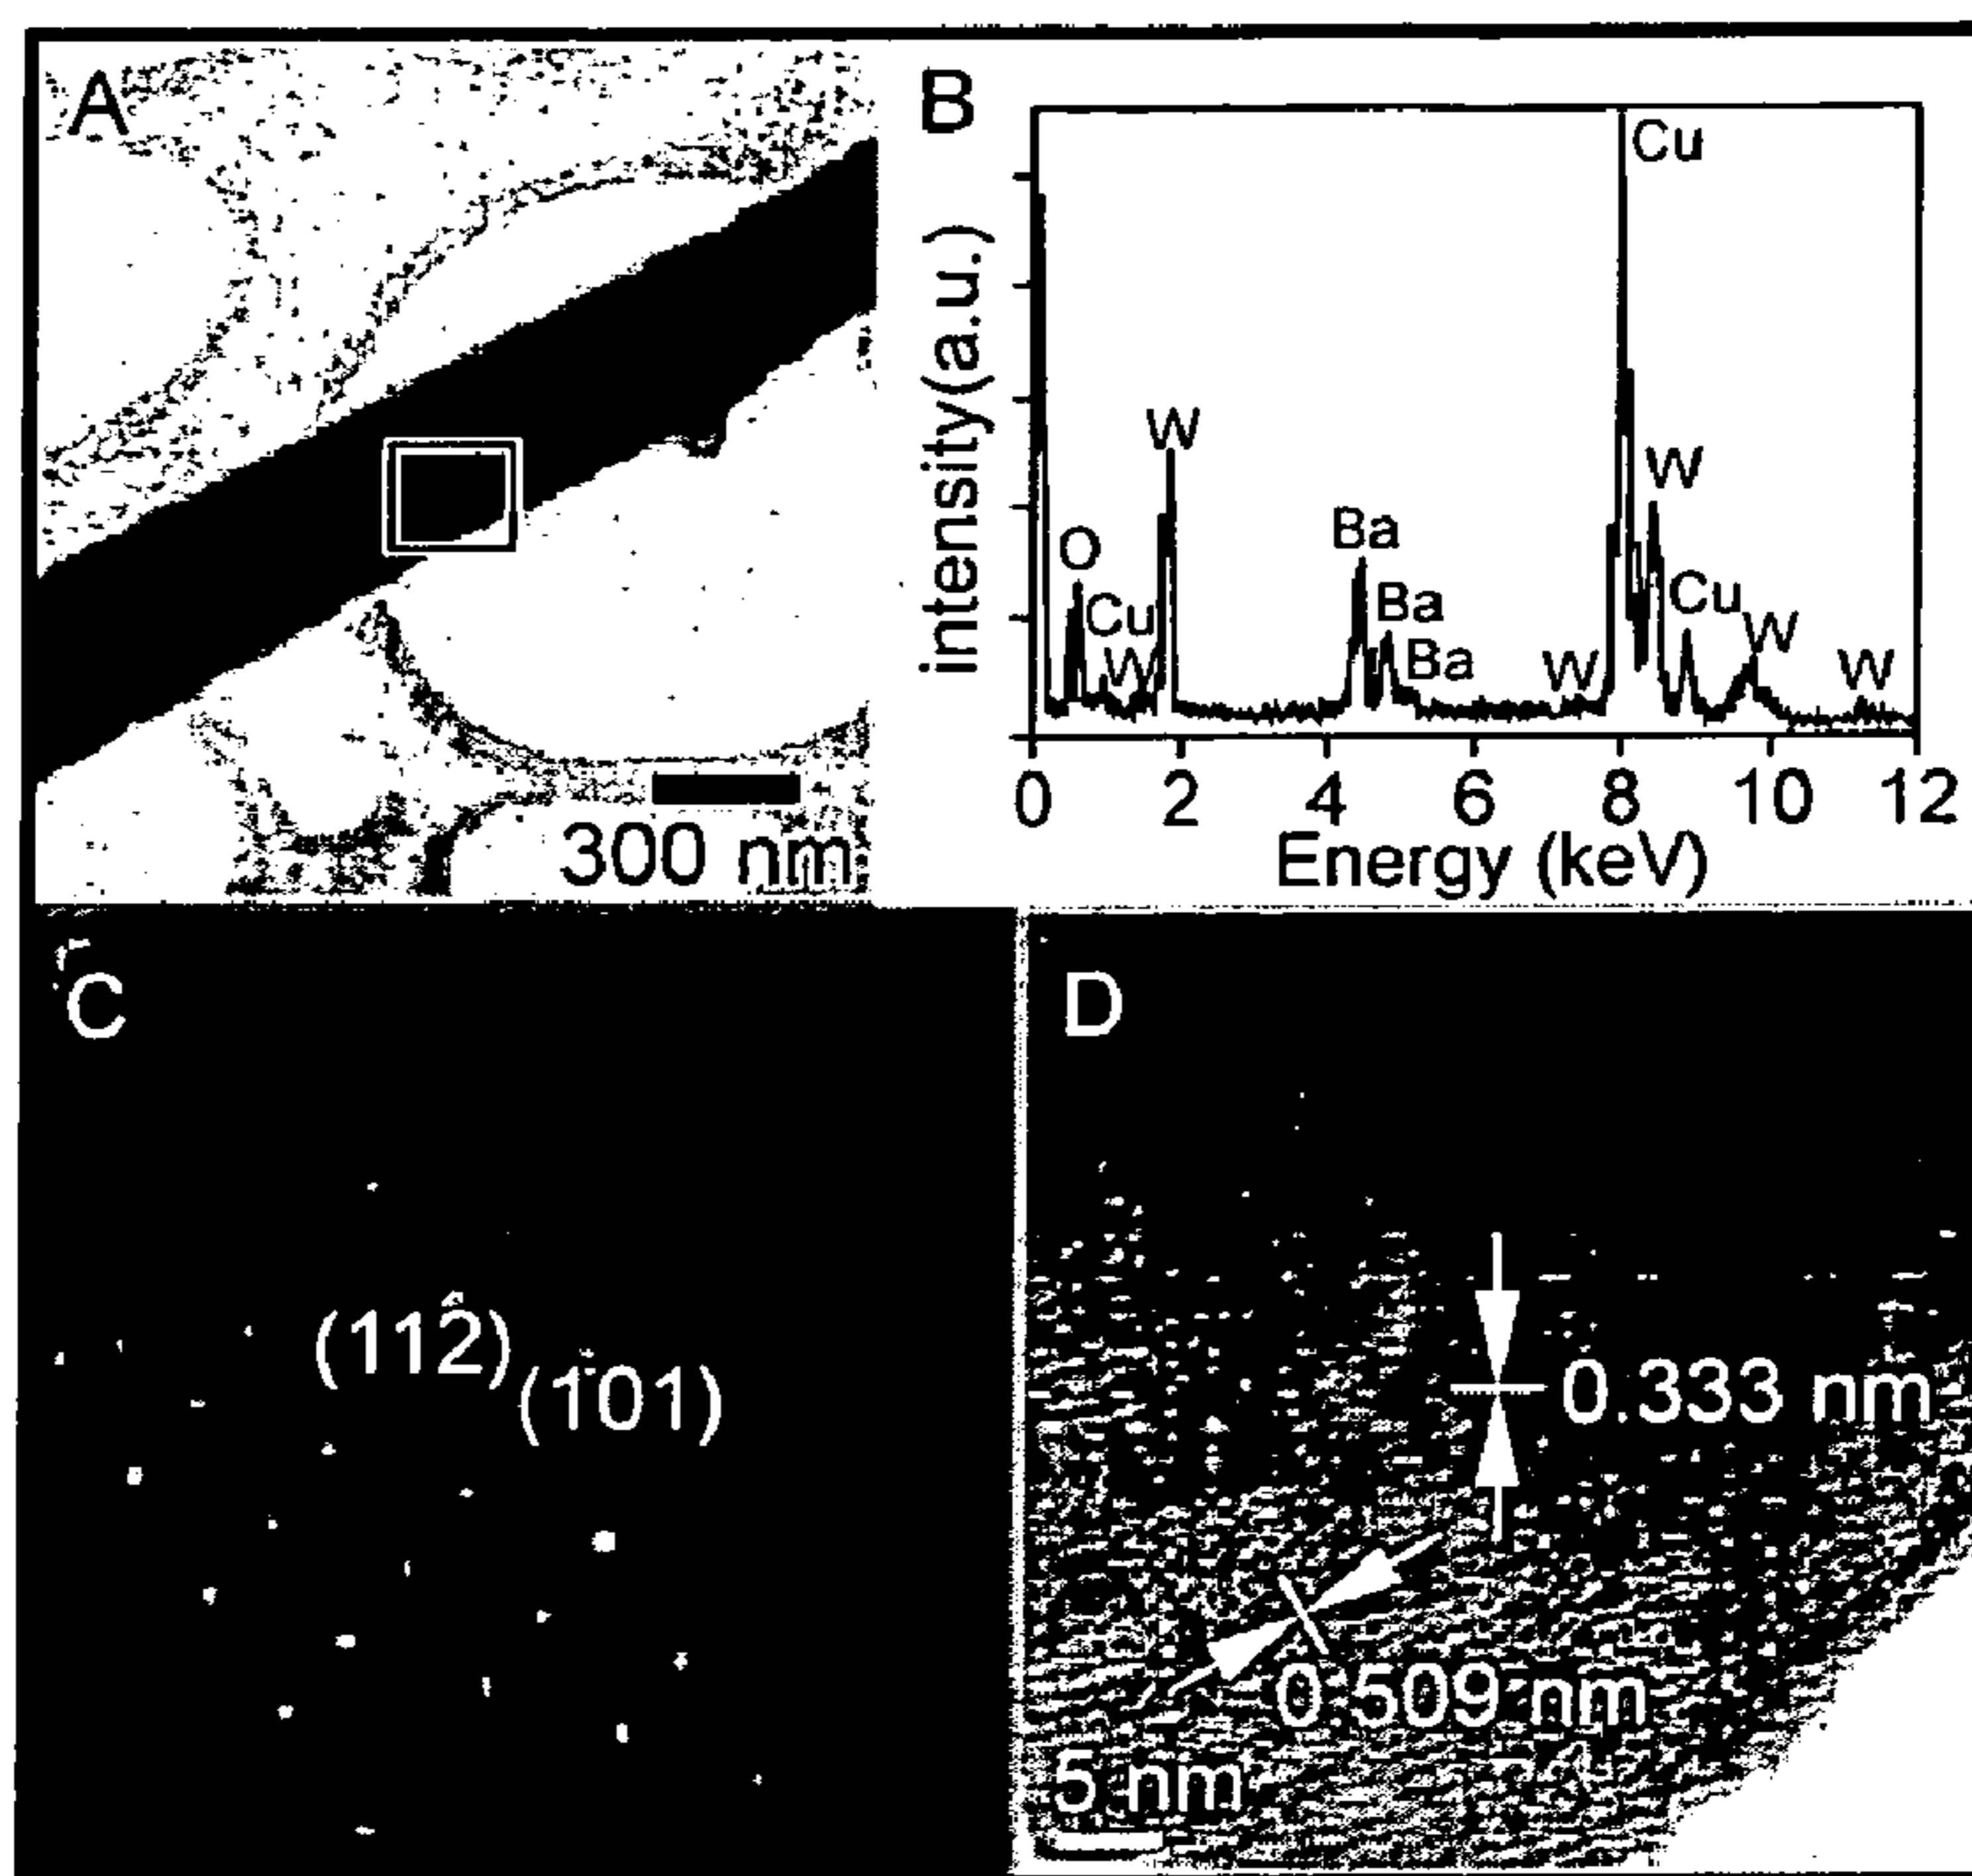 A
300 nm
B
intensity(a.u.)
Cu
W
W
O
Ba
Cu
Ba
Cu
W
W
Ba
W
W
0 2 4 6 8 10 12
Energy (keV)
C
(112)
(101)
D
0.333 nm
0.509 nm
5 nm